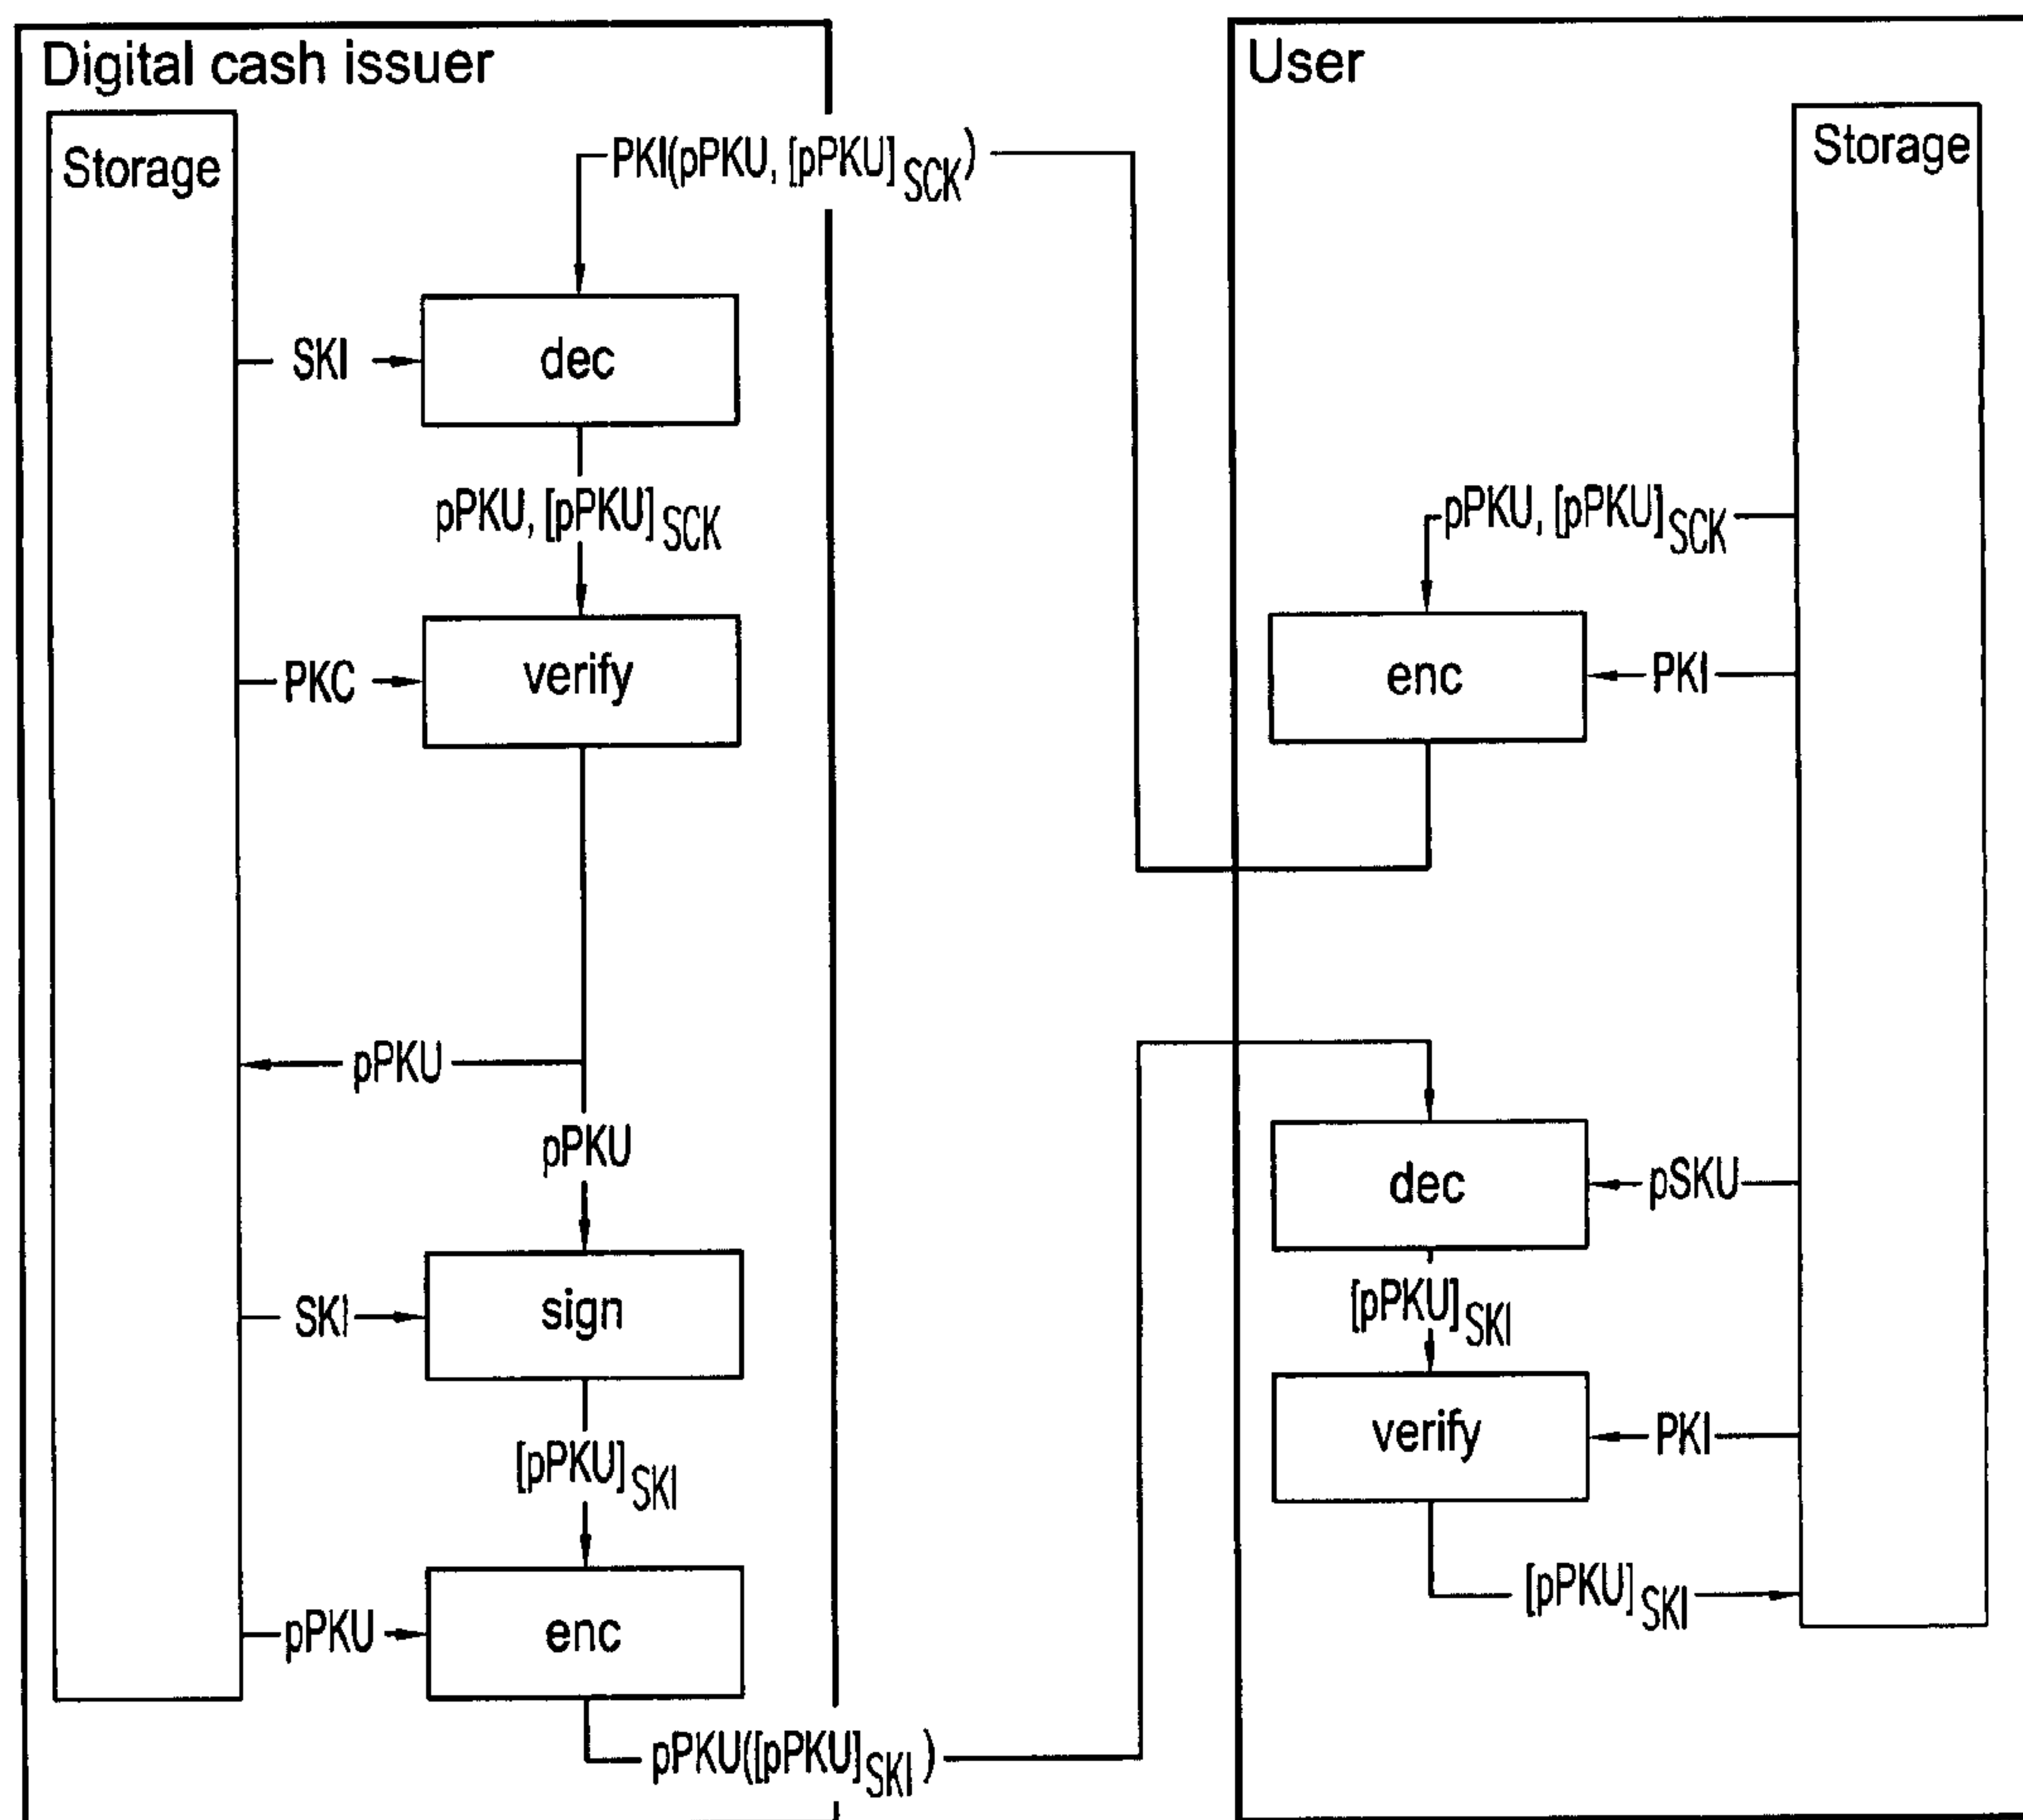 Digital cash issuer
Storage
PKI(pPKU, [pPKU]SCK)
SKI
dec
pPKU, [pPKU]SCK
PKC
verify
pPKU
pPKU
SKI
sign
[pPKU]SKI
pPKU
enc
pPKU([pPKU]SKI)
User
Storage
pPKU, [pPKU]SCK
enc
PKI
dec
pSKU
[pPKU]SKI
verify
PKI
[pPKU]SKI